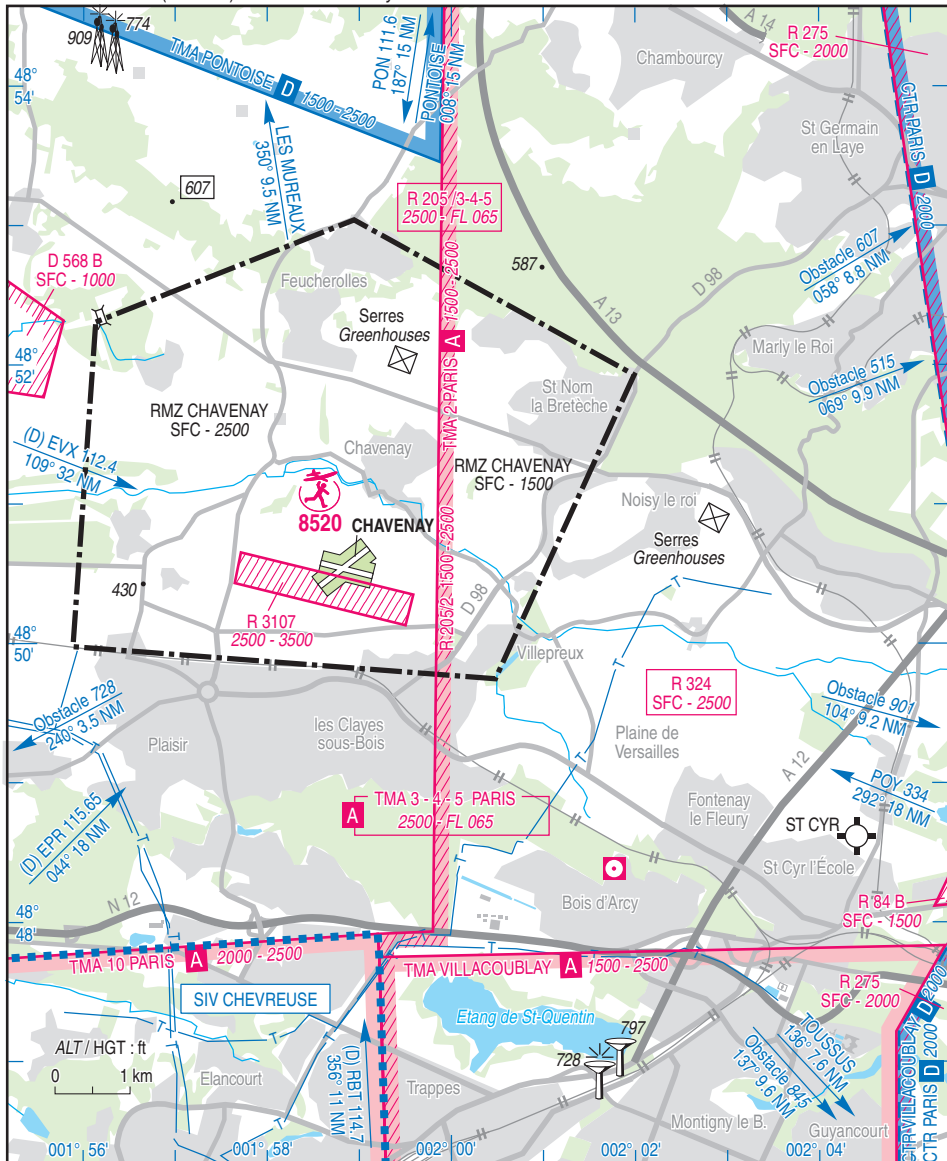 909
774
TMA PONTOISE D 1500 - 2500
PON 111.6
187° 15 NM
PONTOISE
008° 15 NM
A 14
R 275
SFC - 2000
Chambourcy
48°
54'
LES MUREAUX
350° 9.5 NM
St Germain
en Laye
CTR PARIS D 2000
607
R 205 /3-4-5
2500 - FL 065
D 568 B
SFC - 1000
Feucherolles
587
A 13
D 98
Obstacle 607
058° 8.8 NM
Serres
Greenhouses
TMA-2 PARIS A 1500-2500
Marly le Roi
48°
52'
St Nom
la Bretèche
Obstacle 515
069° 9.9 NM
RMZ CHAVENAY
SFC - 2500
Chavenay
RMZ CHAVENAY
SFC - 1500
(D) EVX 112.4
109° 32 NM
8520
CHAVENAY
Noisy le roi
Serres
Greenhouses
R 205/2 1500 - 2500
430
R 3107
2500 - 3500
D 98
T
T
48°
50'
Villepreux
T
R 324
SFC - 2500
Obstacle 728
240° 3.5 NM
Plaisir
les Clayes
sous-Bois
Plaine de
Versailles
Obstacle 901
104° 9.2 NM
A 12
T
T
(D) EPR 115.65
044° 18 NM
A
TMA 3 - 4 - 5 PARIS
2500 - FL 065
Fontenay
le Fleury
POY 334
292° 18 NM
ST CYR
St Cyr l'École
T
T
N 12
Bois d'Arcy
R 84 B
SFC - 1500
48°
48'
T
T
TMA 10 PARIS A 2000 - 2500
TMA VILLACOUBLAY A 1500 - 2500
SIV CHEVREUSE
R 275
SFC - 2000
Etang de St-Quentin
797
728
ALT / HGT : ft
0 1 km
Elancourt
(D) RBT 114.7
356° 11 NM
Trappes
TOUSSUS
136° 7.6 NM
Obstacle 845
137° 9.6 NM
Montigny le B.
Guyancourt
CTR VILLACOUBLAY D 2000
CTR PARIS D 2000
001° 56'
001° 58'
002° 00'
002° 02'
002° 04'